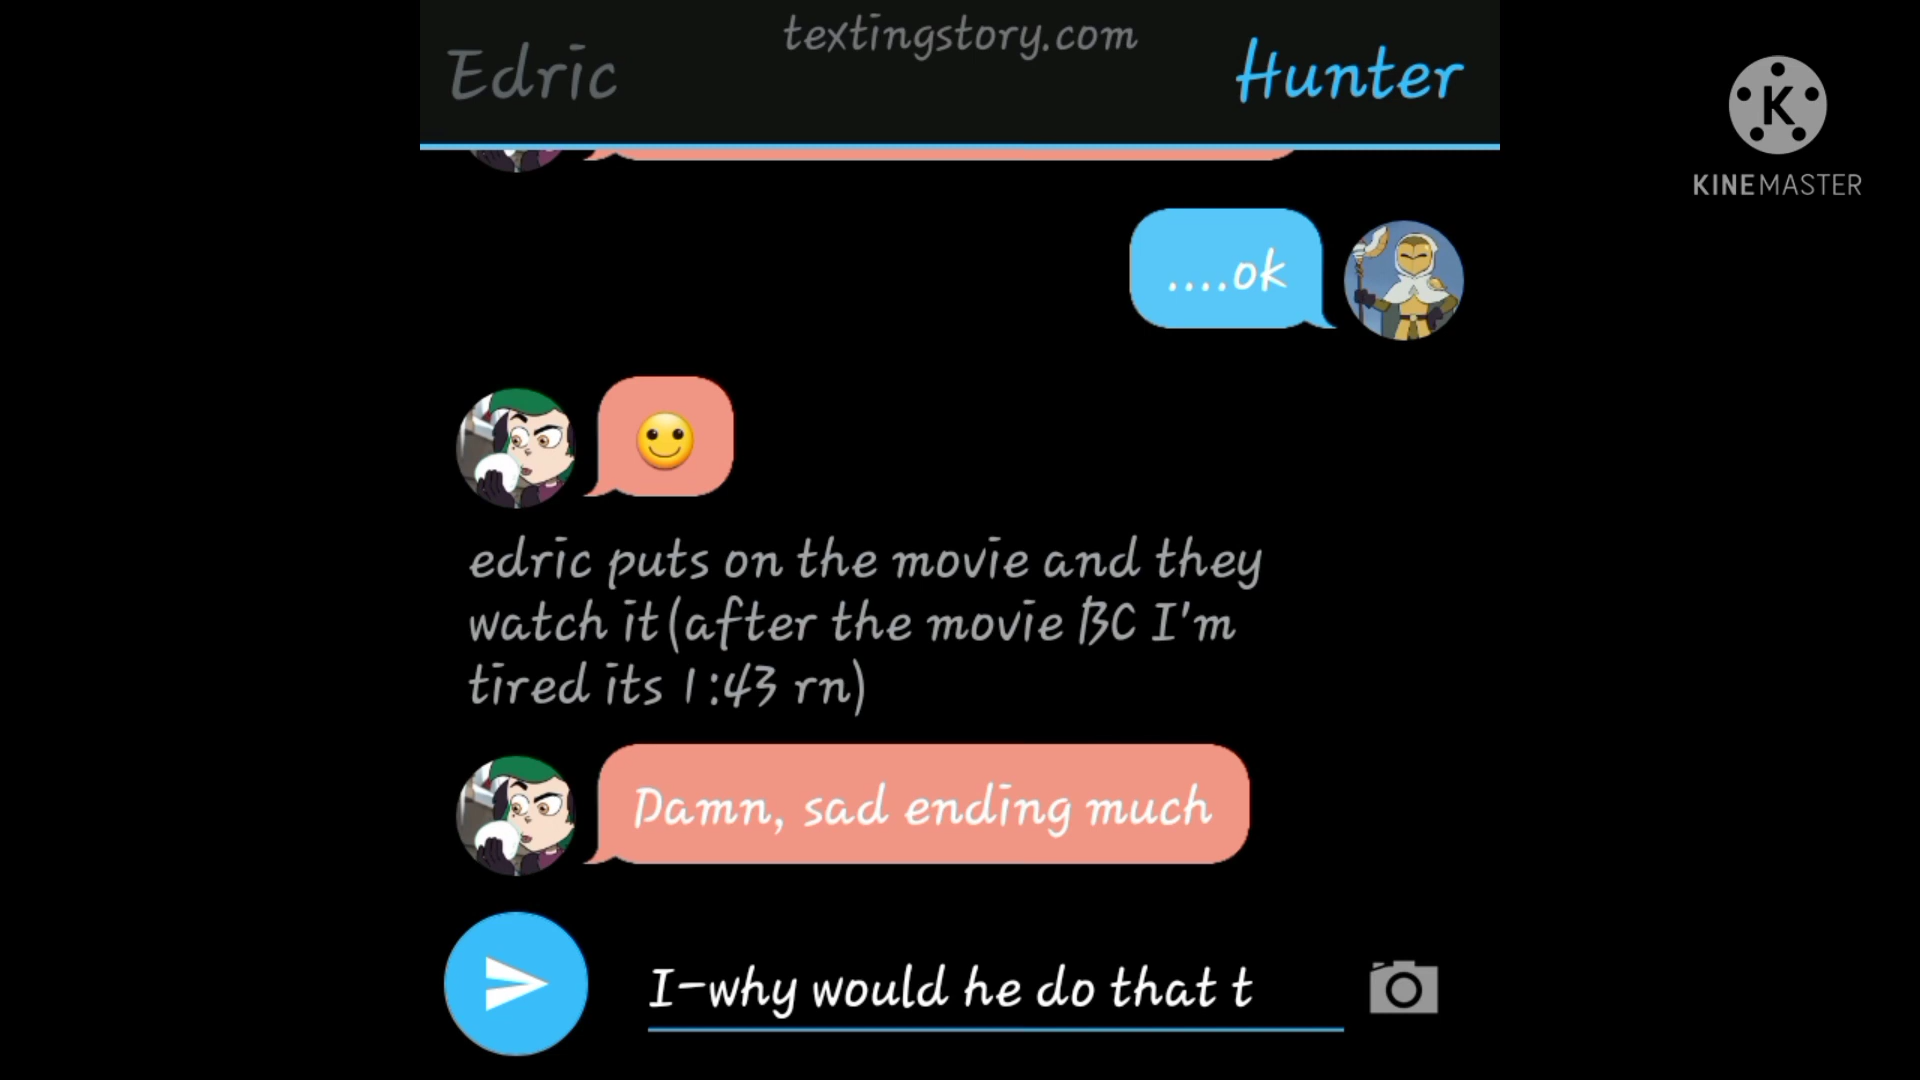 textingstory.com
Edric
Hunter
K
KINEMASTER
....ok
edric puts on the movie and they
watch it(after the movie BC I'm
tired its 1:43 rn)
Damn, sad ending much
I-why would he do that t